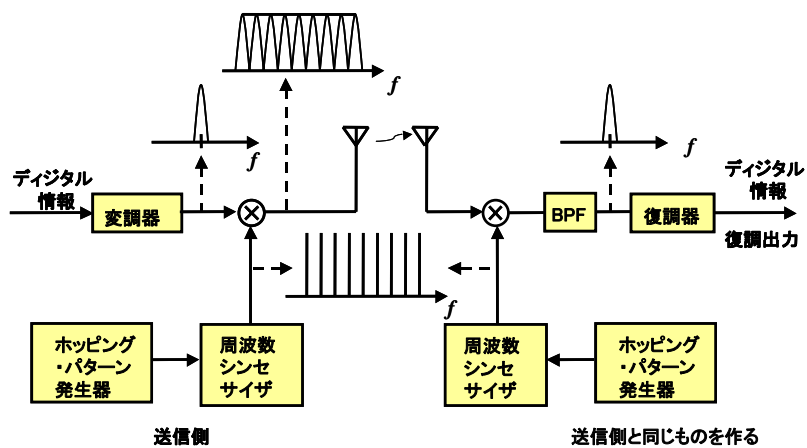 f
f
f
ディジタル
情報
変調器
BPF
復調器
ディジタル
情報
復調出力
f
ホッピング
・パターン
発生器
周波数
シンセ
サイザ
周波数
シンセ
サイザ
ホッピング
・パターン
発生器
送信側
送信側と同じものを作る